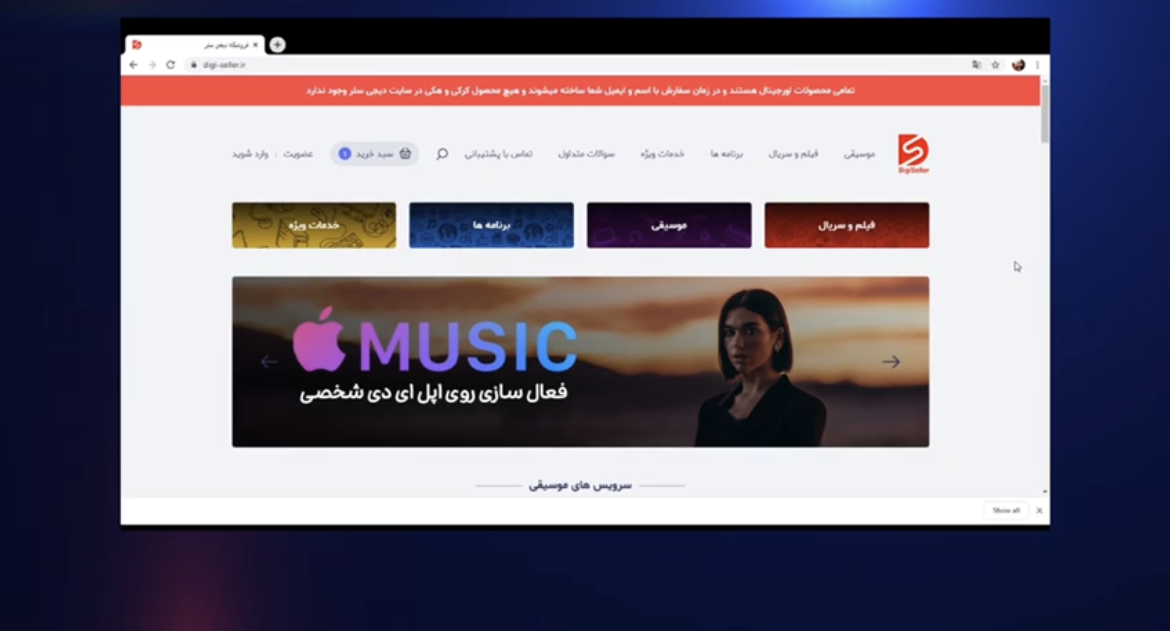 فروشگاه دیجی سلر
digi-seller.ir
تمامی محصولات اورجینال هستند و در زمان سفارش با اسم و ایمیل شما ساخته میشوند و هیچ محصول کرکی و هکی در سایت دیجی سلر وجود ندارد
DigiSeller
موسیقی
فیلم و سریال
برنامه ها
خدمات ویژه
سوالات متداول
تماس با پشتیبانی
سبد خرید
عضویت | وارد شوید
فیلم و سریال
موسیقی
برنامه ها
خدمات ویژه
MUSIC
فعال سازی روی اپل ای دی شخصی
سرویس های موسیقی
Show all